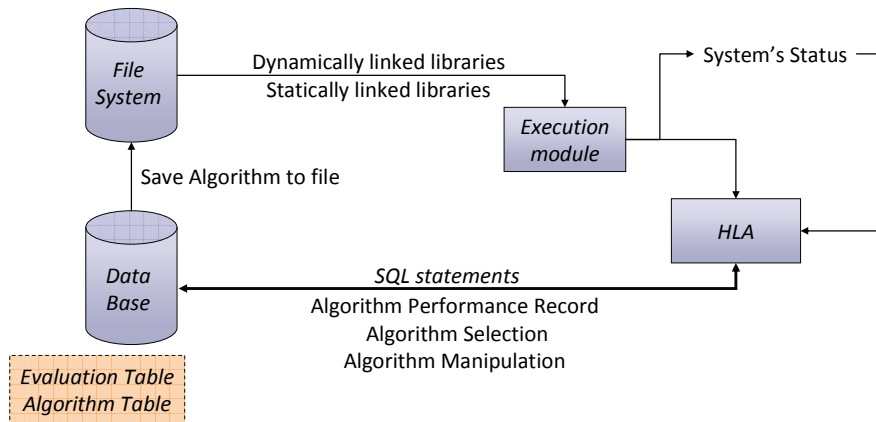 File
System
Dynamically linked libraries
Statically linked libraries
System's Status
Execution
module
Save Algorithm to file
HLA
Data
Base
SQL statements
Algorithm Performance Record
Algorithm Selection
Algorithm Manipulation
Evaluation Table
Algorithm Table